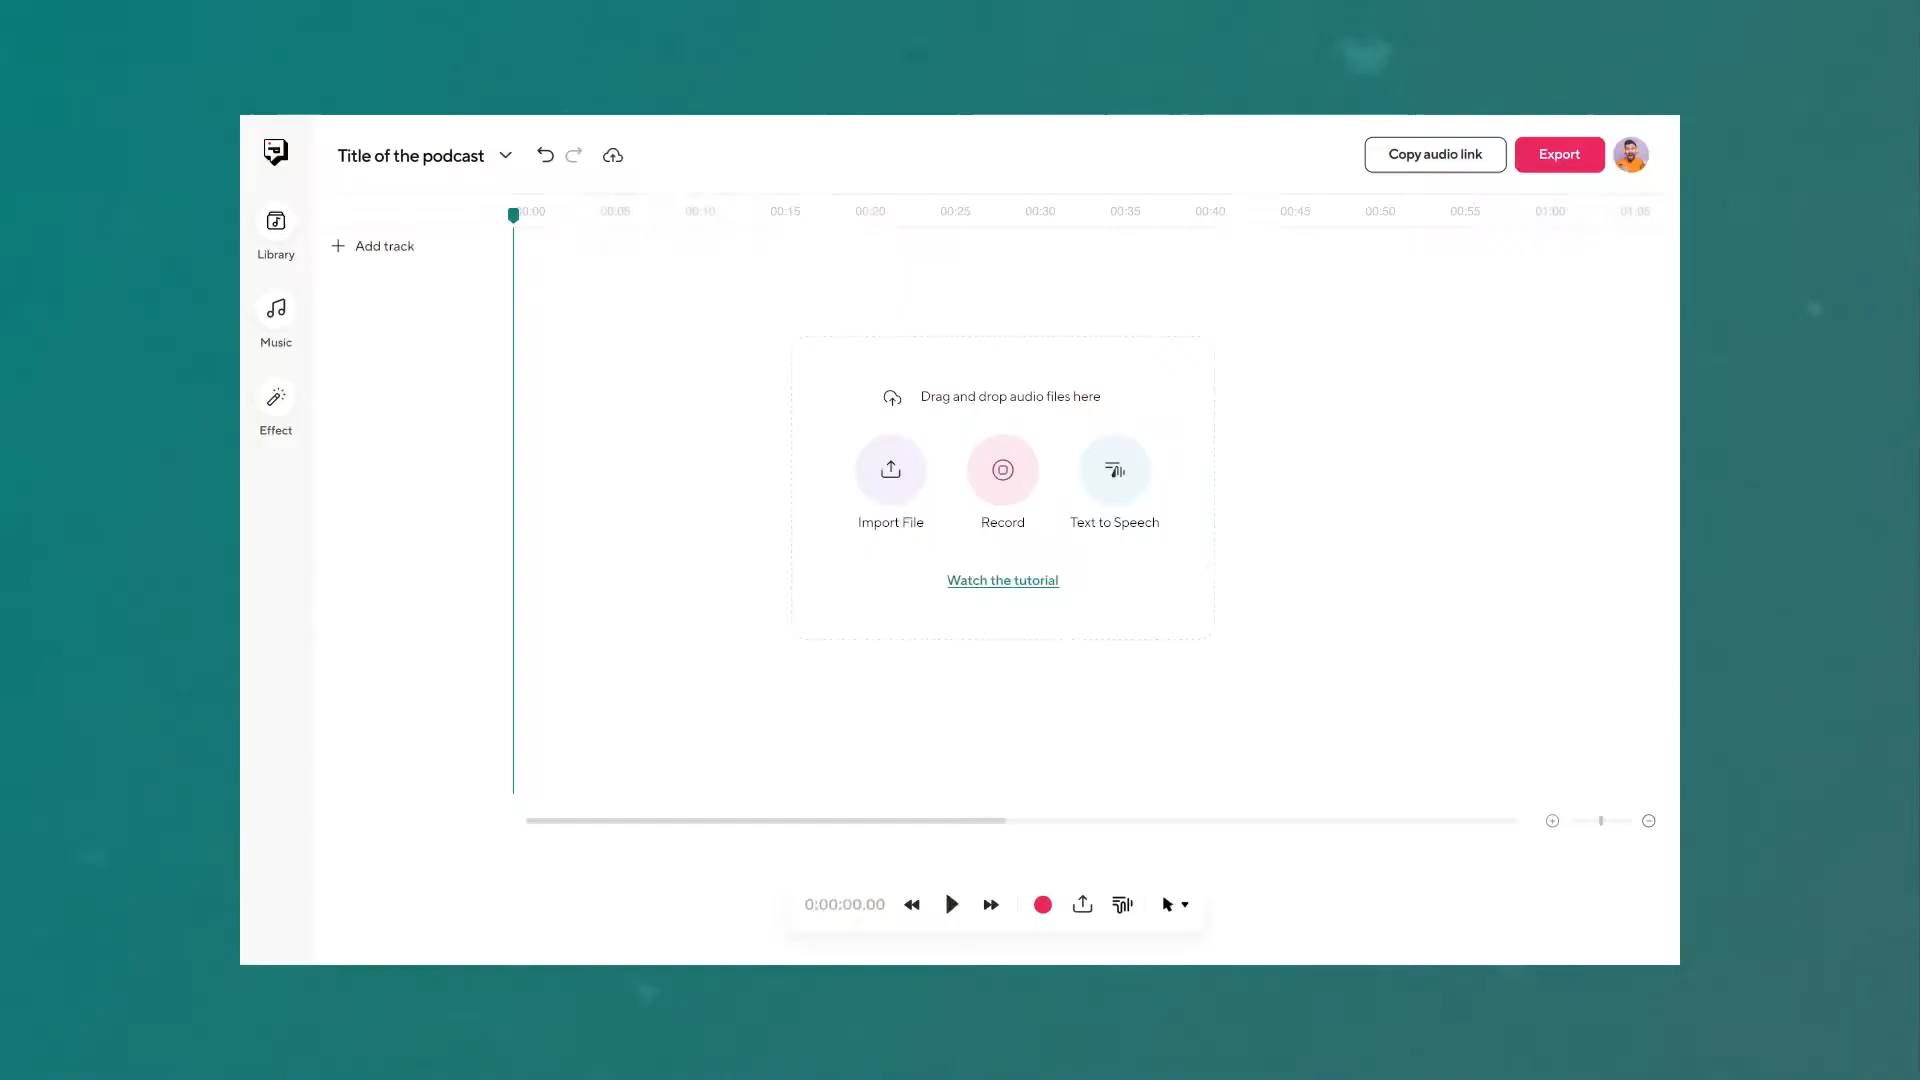 Title of the podcast
Copy audio link
Export
00:00 00:05 00:10 00:15 00:20 00:25 00:30 00:35 00:40 00:45 00:50 00:55 01:00 01:05
Library
Add track
Music
Effect
Drag and drop audio files here
Import File
Record
Text to Speech
Watch the tutorial
0:00:00.00